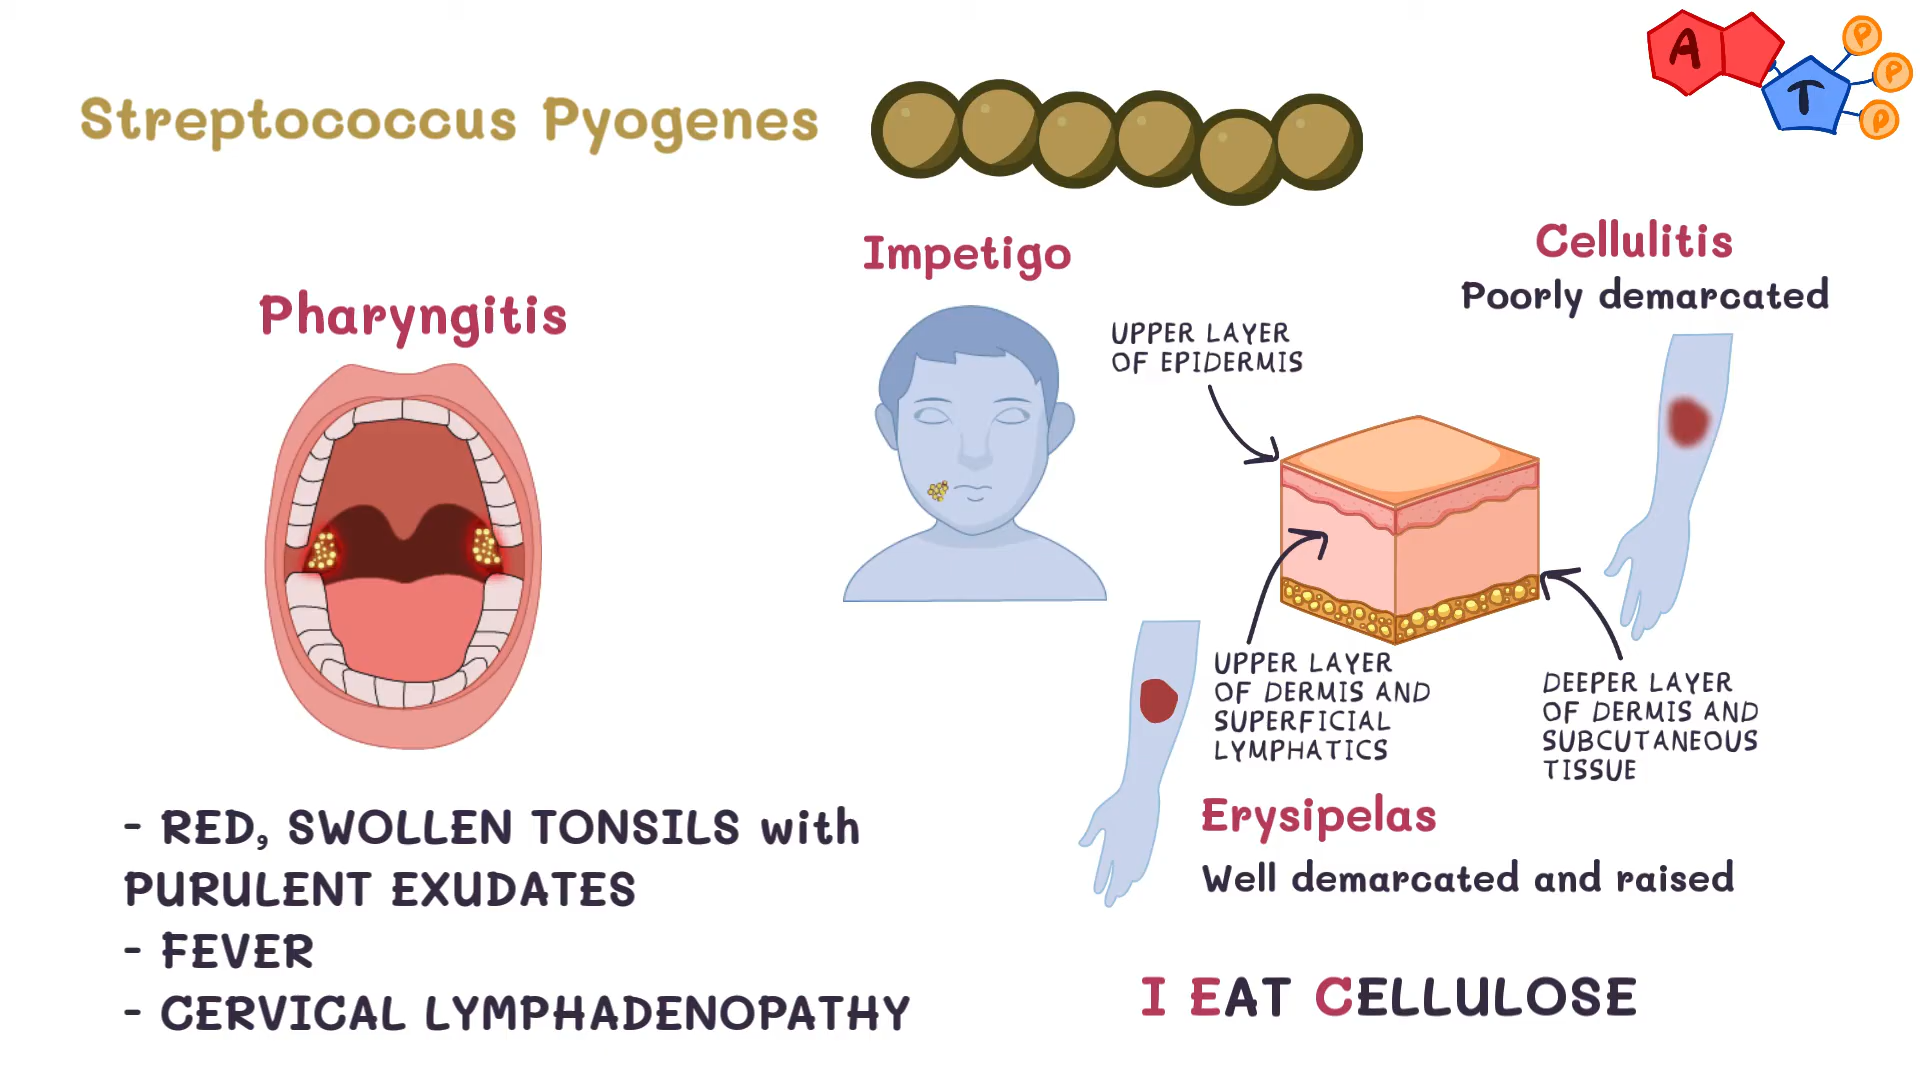 Streptococcus Pyogenes
A
T
P
P
P
Pharyngitis
- RED, SWOLLEN TONSILS with
PURULENT EXUDATES
- FEVER
- CERVICAL LYMPHADENOPATHY
Impetigo
UPPER LAYER
OF EPIDERMIS
Cellulitis
Poorly demarcated
UPPER LAYER
OF DERMIS AND
SUPERFICIAL
LYMPHATICS
DEEPER LAYER
OF DERMIS AND
SUBCUTANEOUS
TISSUE
Erysipelas
Well demarcated and raised
I EAT CELLULOSE